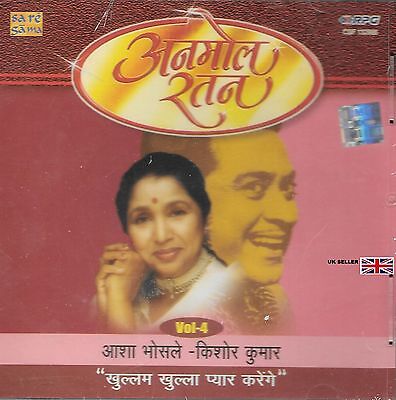 sa re
ga ma
RPG
अनमोल
रतन
UK SELLER
Vol-4
आशा भोसले -किशोर कुमार
"खुल्लम खुल्ला प्यार करेंगे"